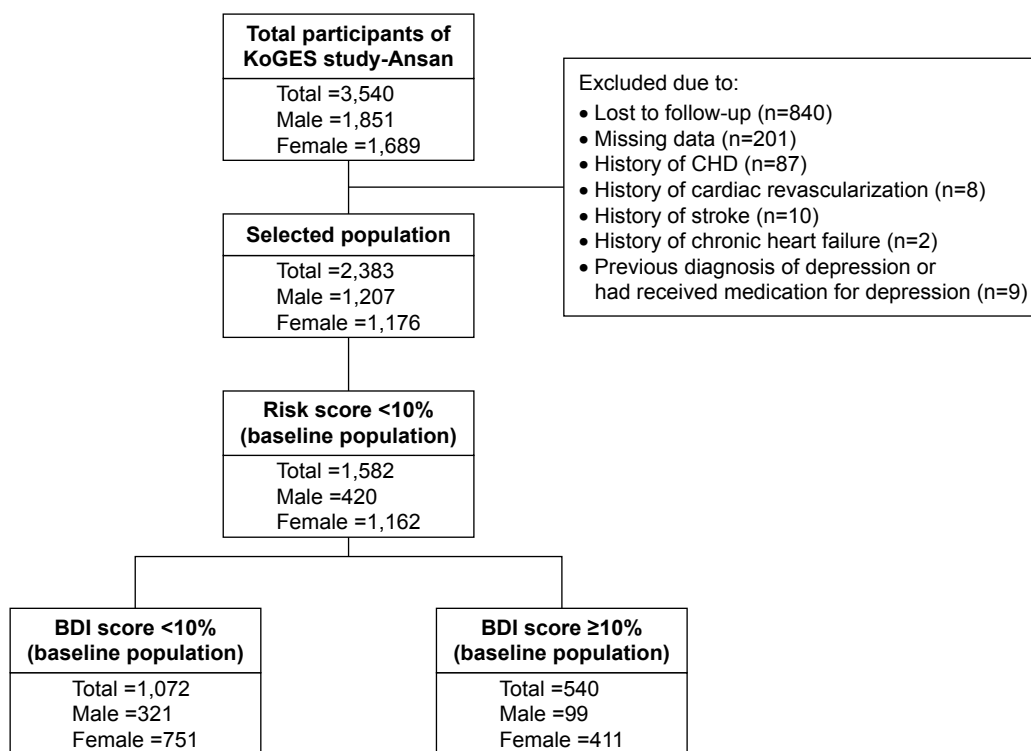 Total participants of
KoGES study-Ansan
Total =3,540
Male =1,851
Female =1,689
Excluded due to:
• Lost to follow-up (n=840)
• Missing data (n=201)
• History of CHD (n=87)
• History of cardiac revascularization (n=8)
• History of stroke (n=10)
• History of chronic heart failure (n=2)
• Previous diagnosis of depression or
had received medication for depression (n=9)
Selected population
Total =2,383
Male =1,207
Female =1,176
Risk score <10%
(baseline population)
Total =1,582
Male =420
Female =1,162
BDI score <10%
(baseline population)
Total =1,072
Male =321
Female =751
BDI score ≥10%
(baseline population)
Total =540
Male =99
Female =411